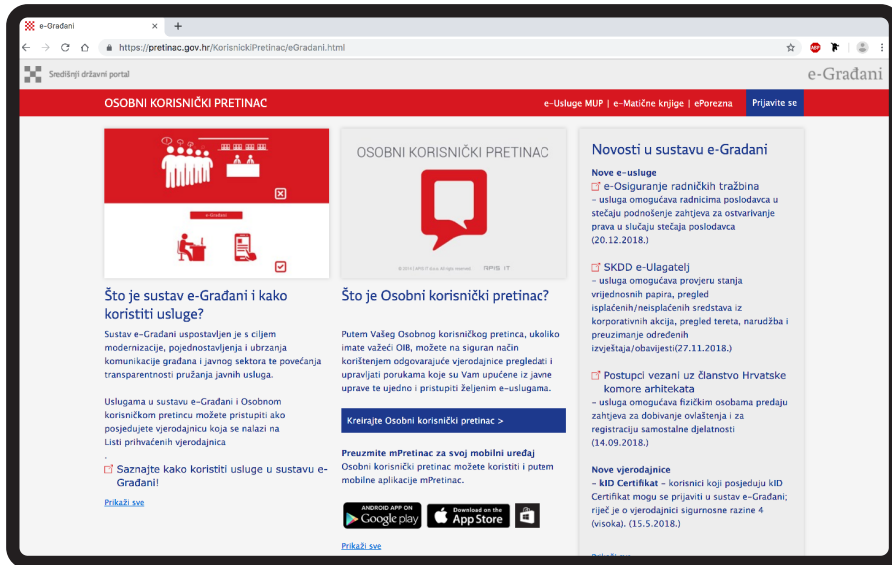 e-Građani
https://pretinac.gov.hr/KorisnickiPretinac/eGradani.html
ABP
Središnji državni portal
e-Građani
OSOBNI KORISNIČKI PRETINAC
e-Usluge MUP | e-Matične knjige | ePorezna
Prijavite se
e-Građani
Što je sustav e-Građani i kako
koristiti usluge?
Sustav e-Građani uspostavljen je s ciljem
modernizacije, pojednostavljenja i ubrzanja
komunikacije građana i javnog sektora te povećanja
transparentnosti pružanja javnih usluga.
Uslugama u sustavu e-Građani i Osobnom
korisničkom pretincu možete pristupiti ako
posjedujete vjerodajnicu koja se nalazi na
Listi prihvaćenih vjerodajnica
.
Saznajte kako koristiti usluge u sustavu e-
Građani!
Prikaži sve
OSOBNI KORISNIČKI PRETINAC
APIS IT
Što je Osobni korisnički pretinac?
Putem Vašeg Osobnog korisničkog pretinca, ukoliko
imate važeći OIB, možete na siguran način
korištenjem odgovarajuće vjerodajnice pregledati i
upravljati porukama koje su Vam upućene iz javne
uprave te ujedno i pristupiti željenim e-uslugama.
Kreirajte Osobni korisnički pretinac >
Preuzmite mPretinac za svoj mobilni uređaj
Osobni korisnički pretinac možete koristiti i putem
mobilne aplikacije mPretinac.
ANDROID APP ON
Google play
Download on the
App Store
Prikaži sve
Novosti u sustavu e-Građani
Nove e-usluge
e-Osiguranje radničkih tražbina
- usluga omogućava radnicima poslodavca u
stečaju podnošenje zahtjeva za ostvarivanje
prava u slučaju stečaja poslodavca
(20.12.2018.)
SKDD e-Ulagatelj
- usluga omogućava provjeru stanja
vrijednosnih papira, pregled
isplaćenih/neisplaćenih sredstava iz
korporativnih akcija, pregled tereta, narudžba i
preuzimanje određenih
izvještaja/obavijesti(27.11.2018.)
Postupci vezani uz članstvo Hrvatske
komore arhitekata
- usluga omogućava fizičkim osobama predaju
zahtjeva za dobivanje ovlaštenja i za
registraciju samostalne djelatnosti
(14.09.2018.)
Nove vjerodajnice
- kID Certifikat - korisnici koji posjeduju kID
Certifikat mogu se prijaviti u sustav e-Građani;
riječ je o vjerodajnici sigurnosne razine 4
(visoka). (15.5.2018.)